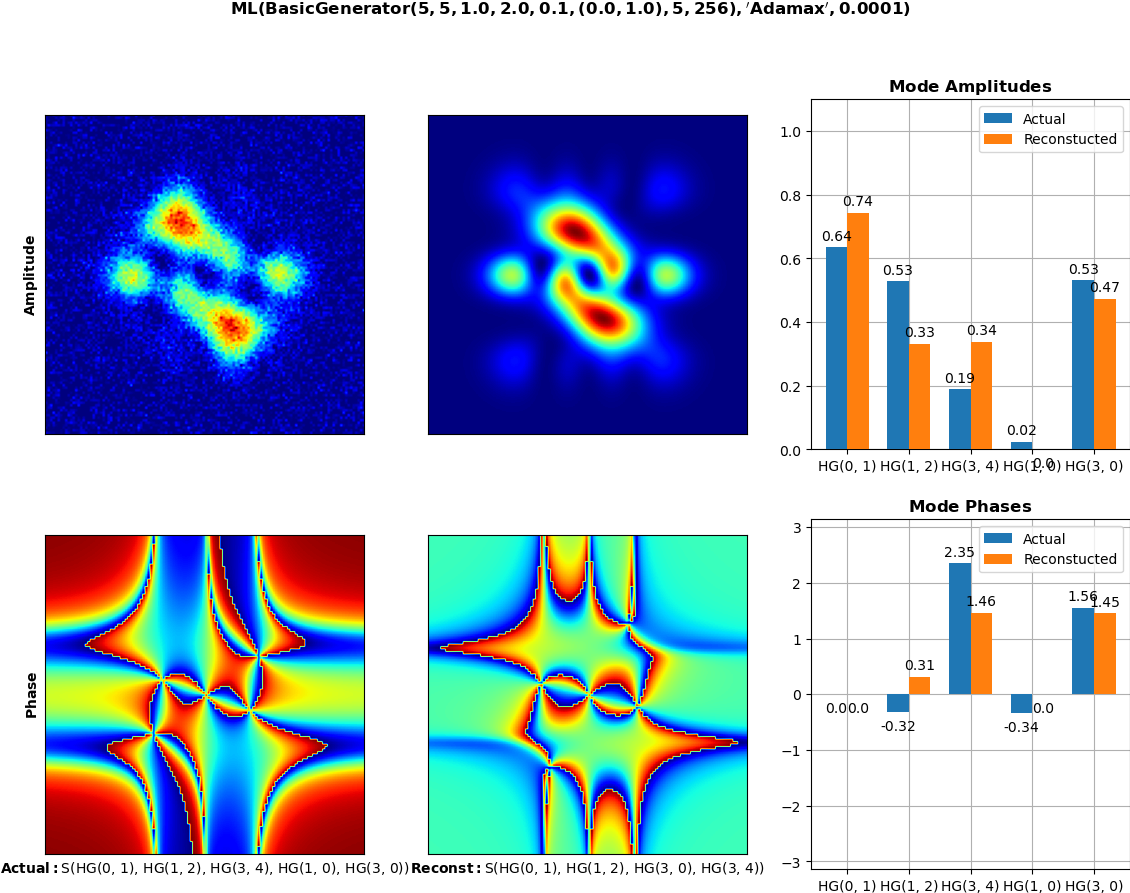 ML(BasicGenerator(5, 5, 1.0, 2.0, 0.1, (0.0, 1.0), 5, 256), 'Adamax', 0.0001)
Amplitude
Mode Amplitudes
Actual
Reconstucted
1.0
0.8
0.6
0.4
0.2
0.0
0.64
0.74
0.53
0.33
0.19
0.34
0.02
0.0
0.53
0.47
HG(0, 1)
HG(1, 2)
HG(3, 4)
HG(1, 0)
HG(3, 0)
Phase
Mode Phases
Actual
Reconstucted
3
2
1
0
−1
−2
−3
0.0
0.0
-0.32
0.31
2.35
1.46
-0.34
0.0
1.56
1.45
HG(0, 1)
HG(1, 2)
HG(3, 4)
HG(1, 0)
HG(3, 0)
Actual: S(HG(0, 1), HG(1, 2), HG(3, 4), HG(1, 0), HG(3, 0))
Reconst: S(HG(0, 1), HG(1, 2), HG(3, 0), HG(3, 4))